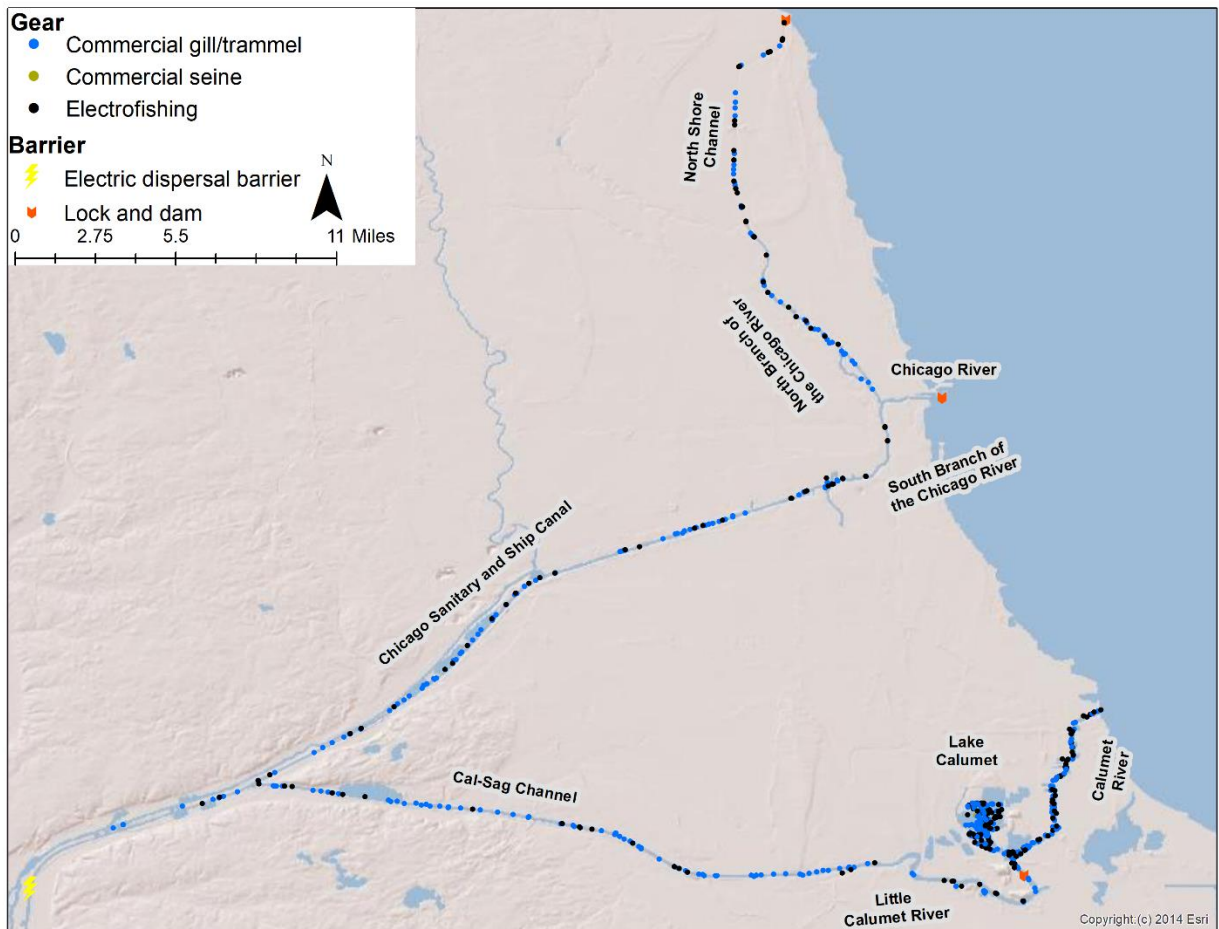 Gear
Commercial gill/trammel
Commercial seine
Electrofishing
Barrier
Electric dispersal barrier
Lock and dam
N
0 2.75 5.5 11 Miles
North Shore
Channel
North Branch of
the Chicago River
Chicago River
South Branch of
the Chicago River
Chicago Sanitary and Ship Canal
Cal-Sag Channel
Lake
Calumet
Calumet
River
Little
Calumet River
Copyright:(c) 2014 Esri